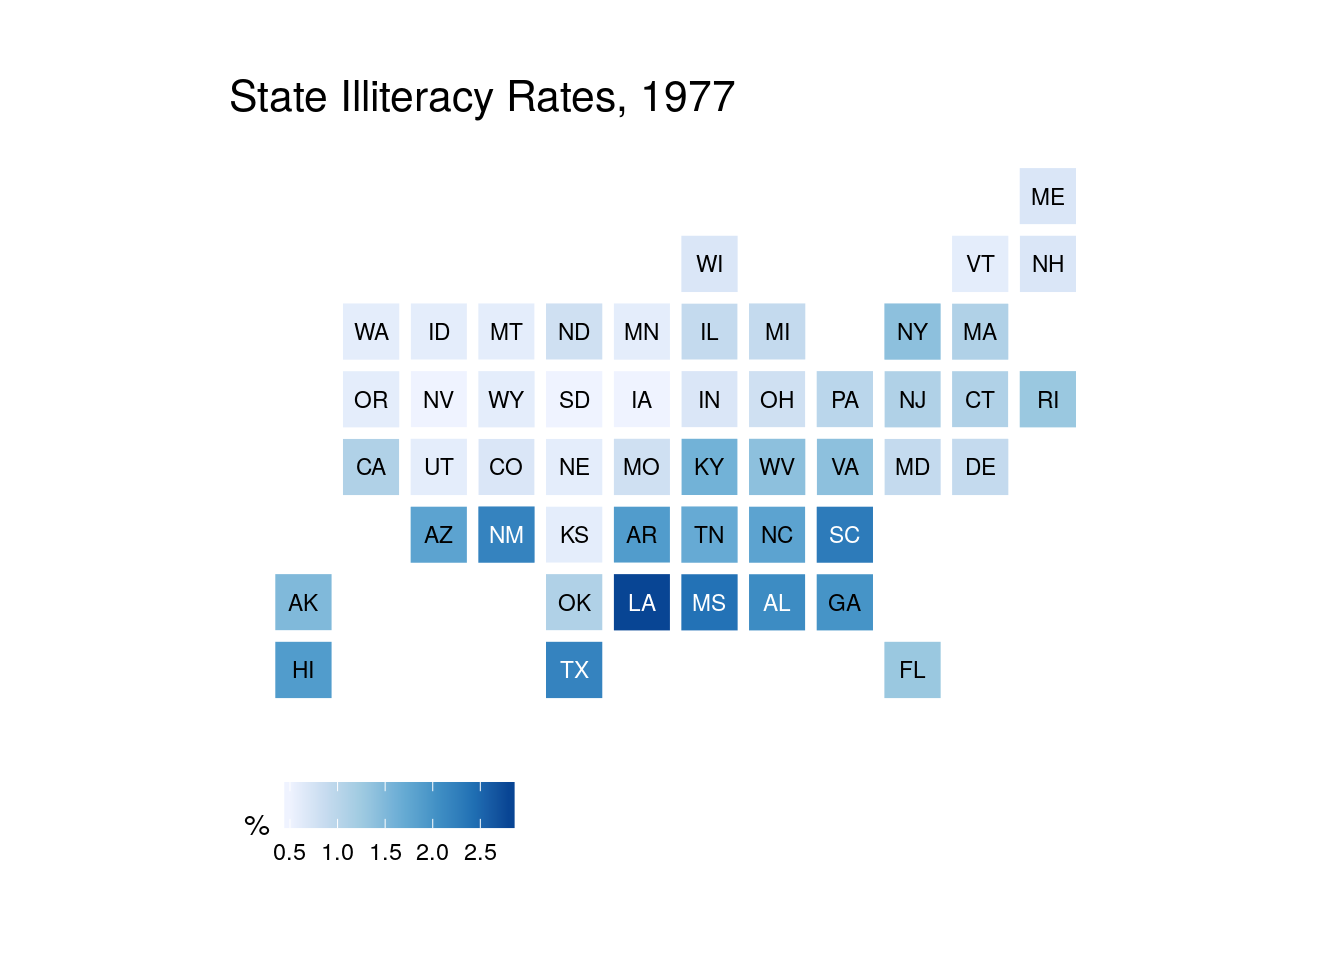 State Illiteracy Rates, 1977
ME
WI VT NH
WA ID MT ND MN IL MI NY MA
OR NV WY SD IA IN OH PA NJ CT RI
CA UT CO NE MO KY WV VA MD DE
AZ NM KS AR TN NC SC
AK OK LA MS AL GA
HI TX FL
%
0.5 1.0 1.5 2.0 2.5